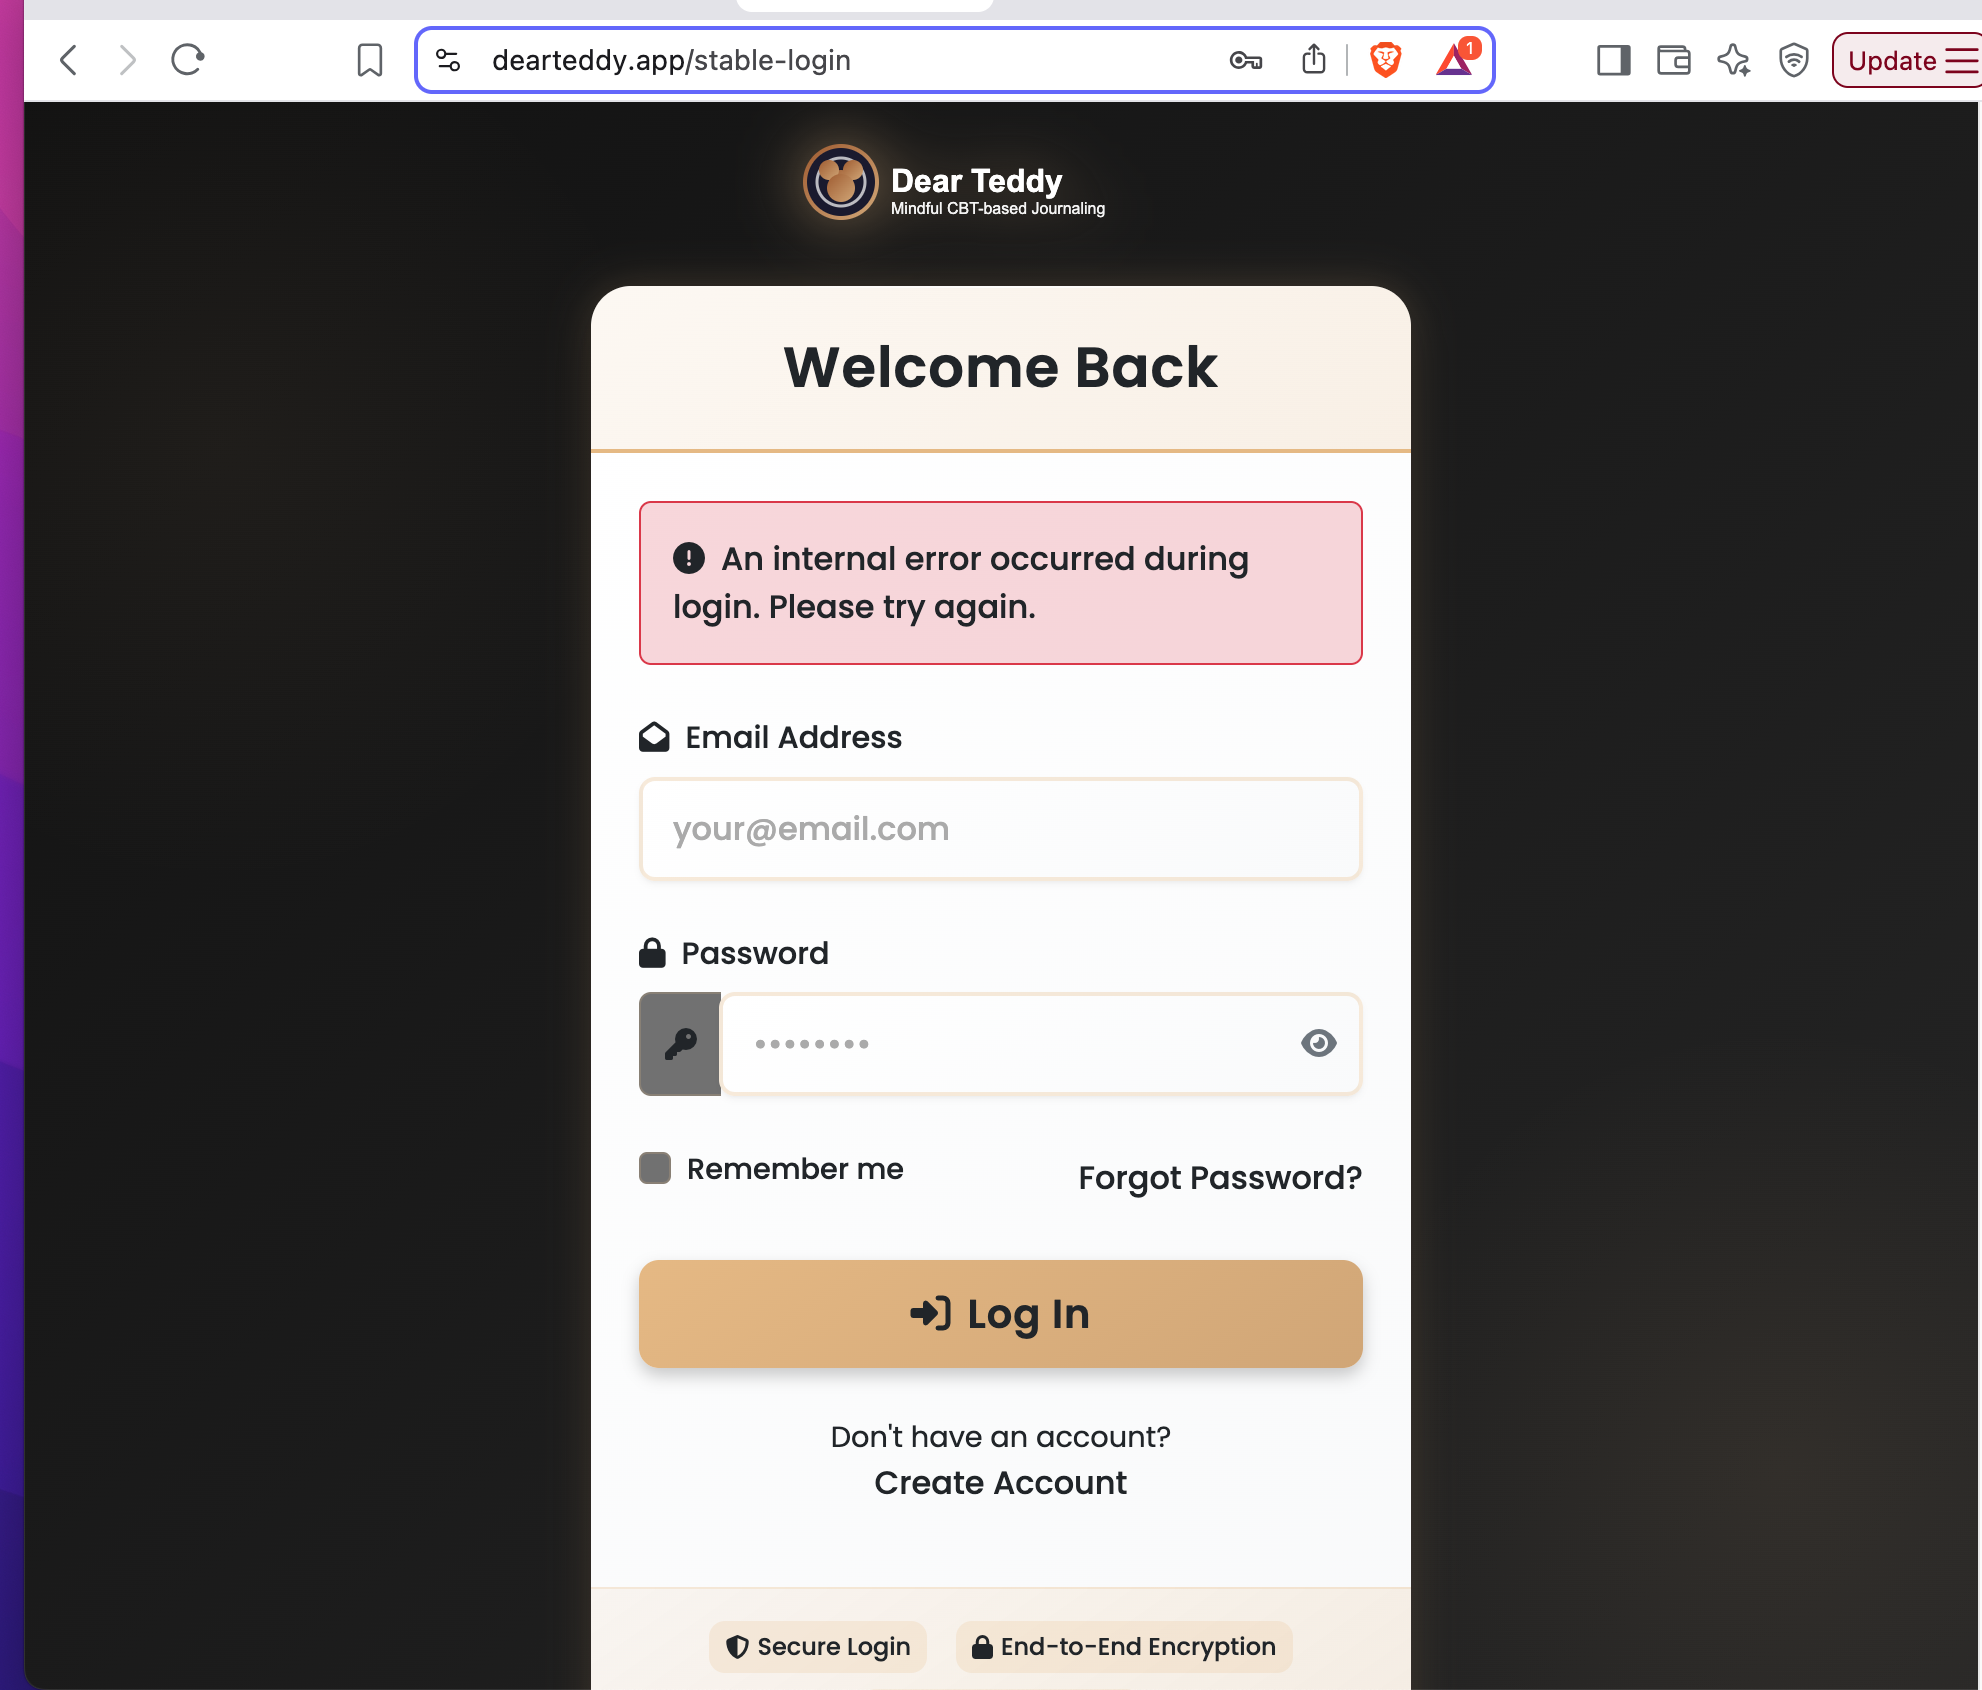 dearteddy.app/stable-login
1
Update
Dear Teddy
Mindful CBT-based Journaling
Welcome Back
An internal error occurred during
login. Please try again.
Email Address
your@email.com
Password
Remember me
Forgot Password?
Log In
Don't have an account?
Create Account
Secure Login
End-to-End Encryption